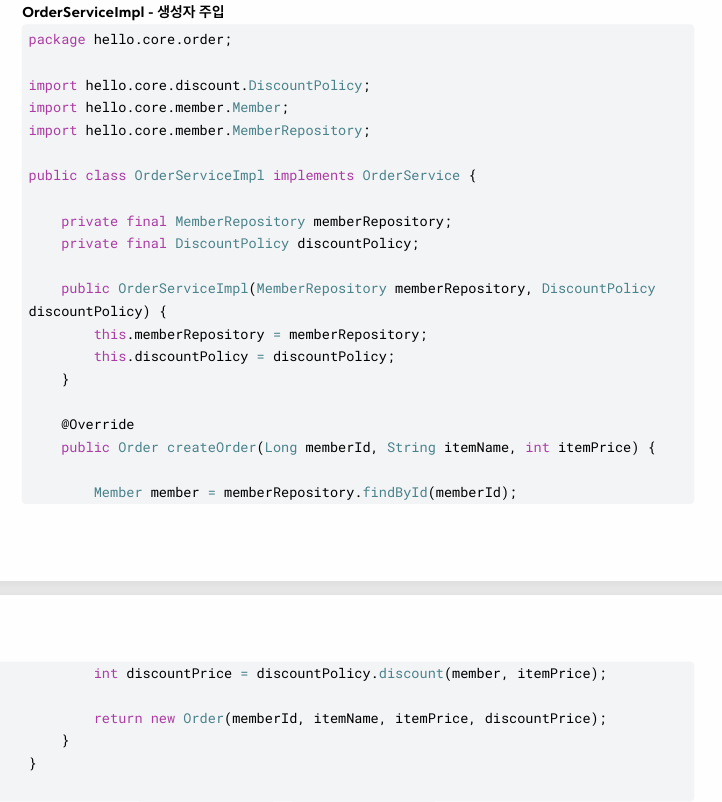 OrderServiceImpl - 생성자 주입
package hello.core.order;
import hello.core.discount.DiscountPolicy;
import hello.core.member.Member;
import hello.core.member.MemberRepository;
public class OrderServiceImpl implements OrderService {
    private final MemberRepository memberRepository;
    private final DiscountPolicy discountPolicy;
    public OrderServiceImpl(MemberRepository memberRepository, DiscountPolicy
discountPolicy) {
        this.memberRepository = memberRepository;
        this.discountPolicy = discountPolicy;
    }
    @Override
    public Order createOrder(Long memberId, String itemName, int itemPrice) {
        Member member = memberRepository.findById(memberId);
        int discountPrice = discountPolicy.discount(member, itemPrice);
        return new Order(memberId, itemName, itemPrice, discountPrice);
    }
}